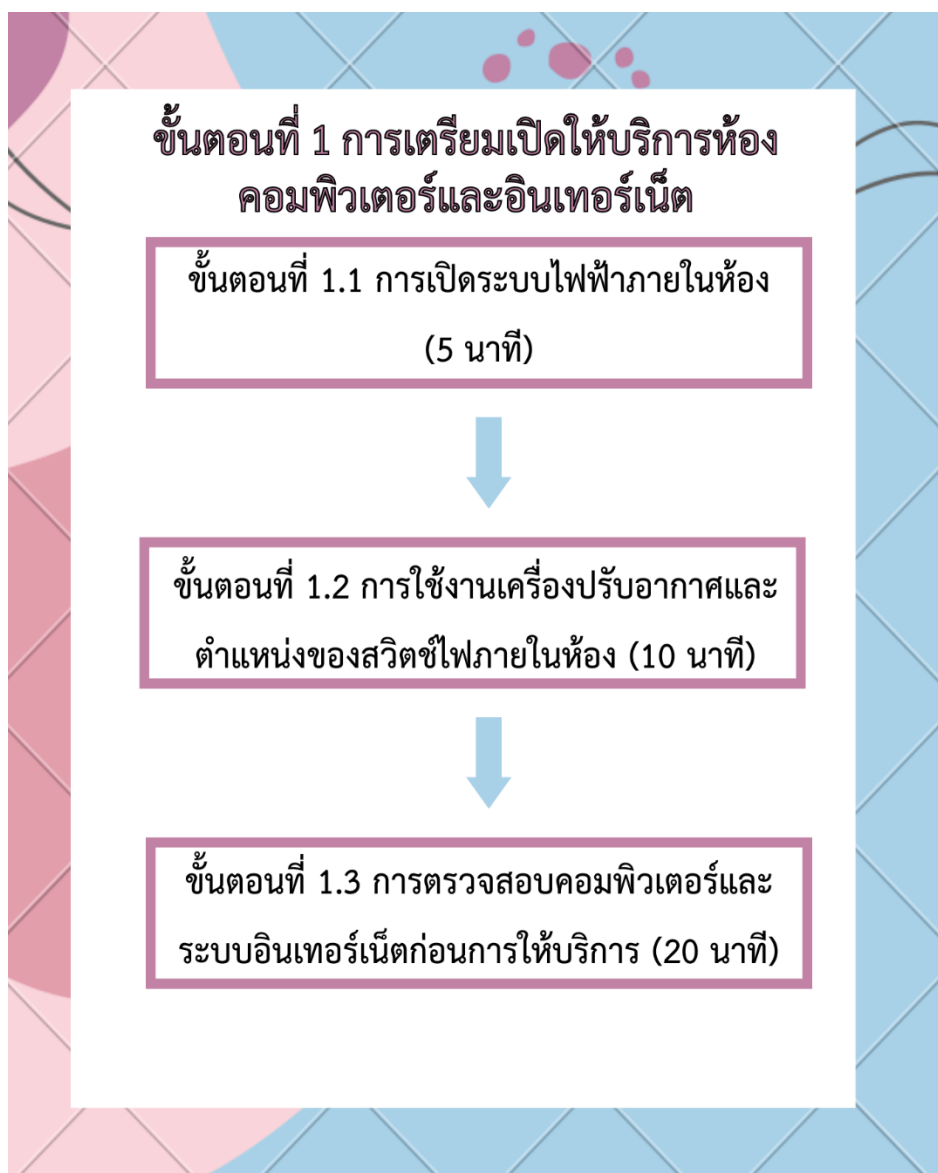 ขั้นตอนที่ 1 การเตรียมเปิดให้บริการห้อง
คอมพิวเตอร์และอินเทอร์เน็ต
ขั้นตอนที่ 1.1 การเปิดระบบไฟฟ้าภายในห้อง
(5 นาที)
ขั้นตอนที่ 1.2 การใช้งานเครื่องปรับอากาศและ
ตำแหน่งของสวิตช์ไฟภายในห้อง (10 นาที)
ขั้นตอนที่ 1.3 การตรวจสอบคอมพิวเตอร์และ
ระบบอินเทอร์เน็ตก่อนการให้บริการ (20 นาที)